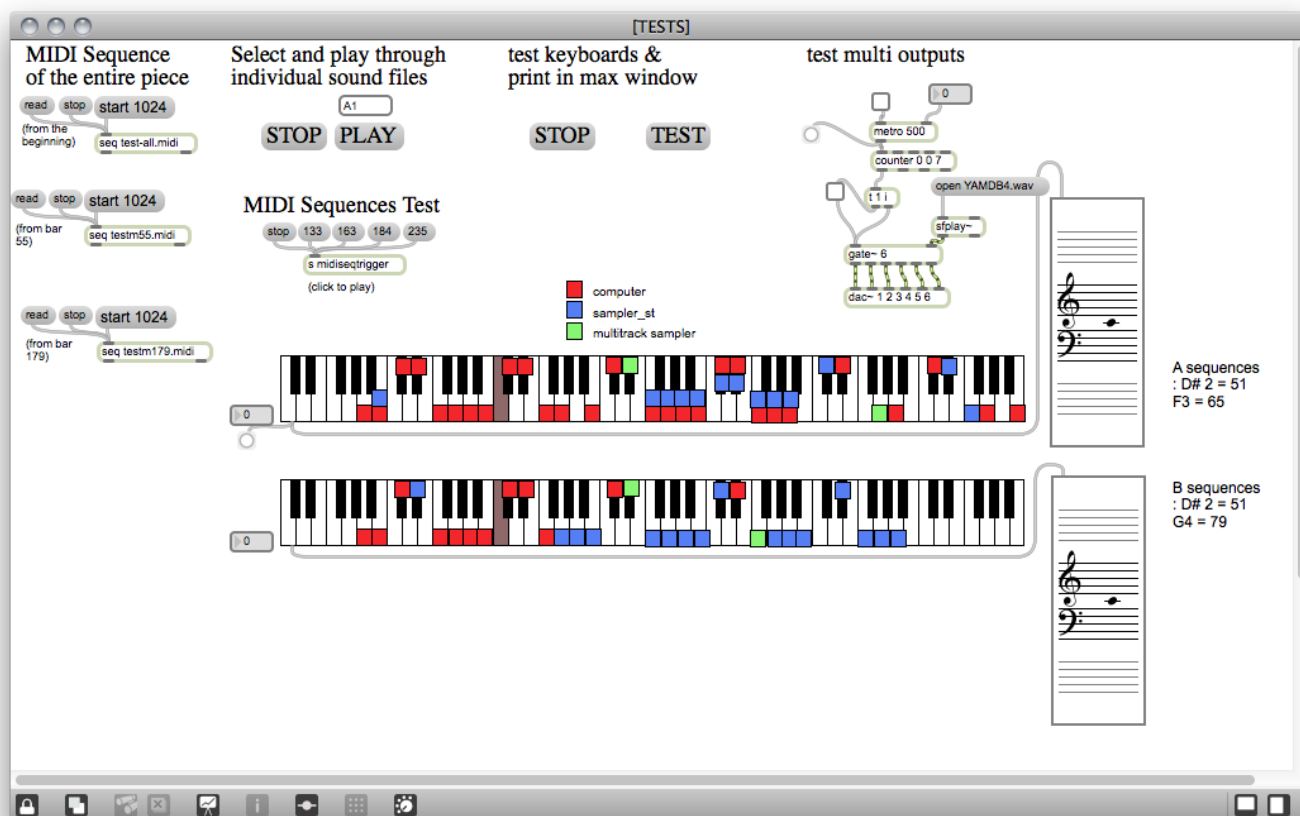 [TESTS]
MIDI Sequence
of the entire piece
read
stop
start 1024
(from the
beginning)
seq test-all.midi
read
stop
start 1024
(from bar
55)
seq testm55.midi
read
stop
start 1024
(from bar
179)
seq testm179.midi
Select and play through
individual sound files
A1
STOP
PLAY
MIDI Sequences Test
stop
133
163
184
235
s midiseqtrigger
(click to play)
test keyboards &
print in max window
STOP
TEST
test multi outputs
0
metro 500
counter 0 0 7
t 1 i
open YAMDB4.wav
sfplay~
gate~ 6
dac~ 1 2 3 4 5 6
computer
sampler_st
multitrack sampler
0
A sequences
: D# 2 = 51
F3 = 65
0
B sequences
: D# 2 = 51
G4 = 79